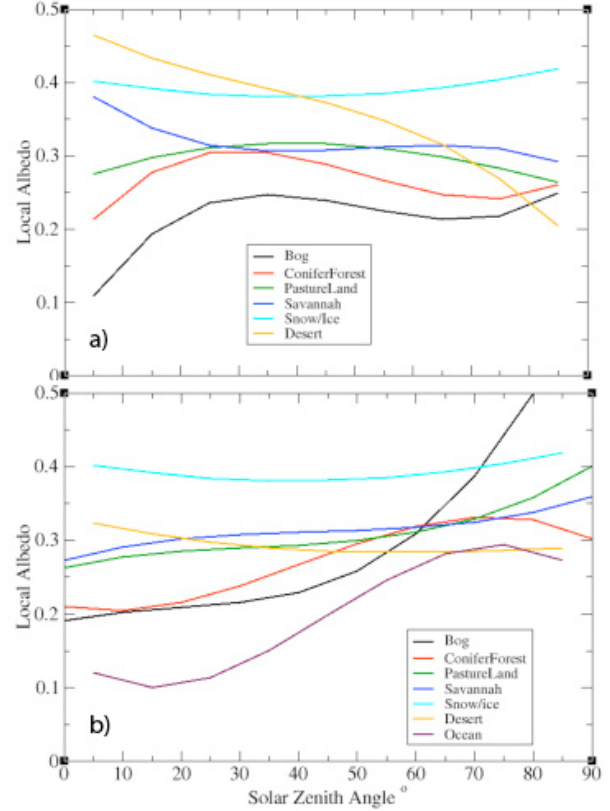 0.5
0.4
0.3
0.2
0.1
0
Local Albedo
Bog
ConiferForest
PastureLand
Savannah
Snow/Ice
Desert
a)
0.5
0.4
0.3
0.2
0.1
0
Local Albedo
Bog
ConiferForest
PastureLand
Savannah
Snow/ice
Desert
Ocean
b)
0 10 20 30 40 50 60 70 80 90
Solar Zenith Angle °